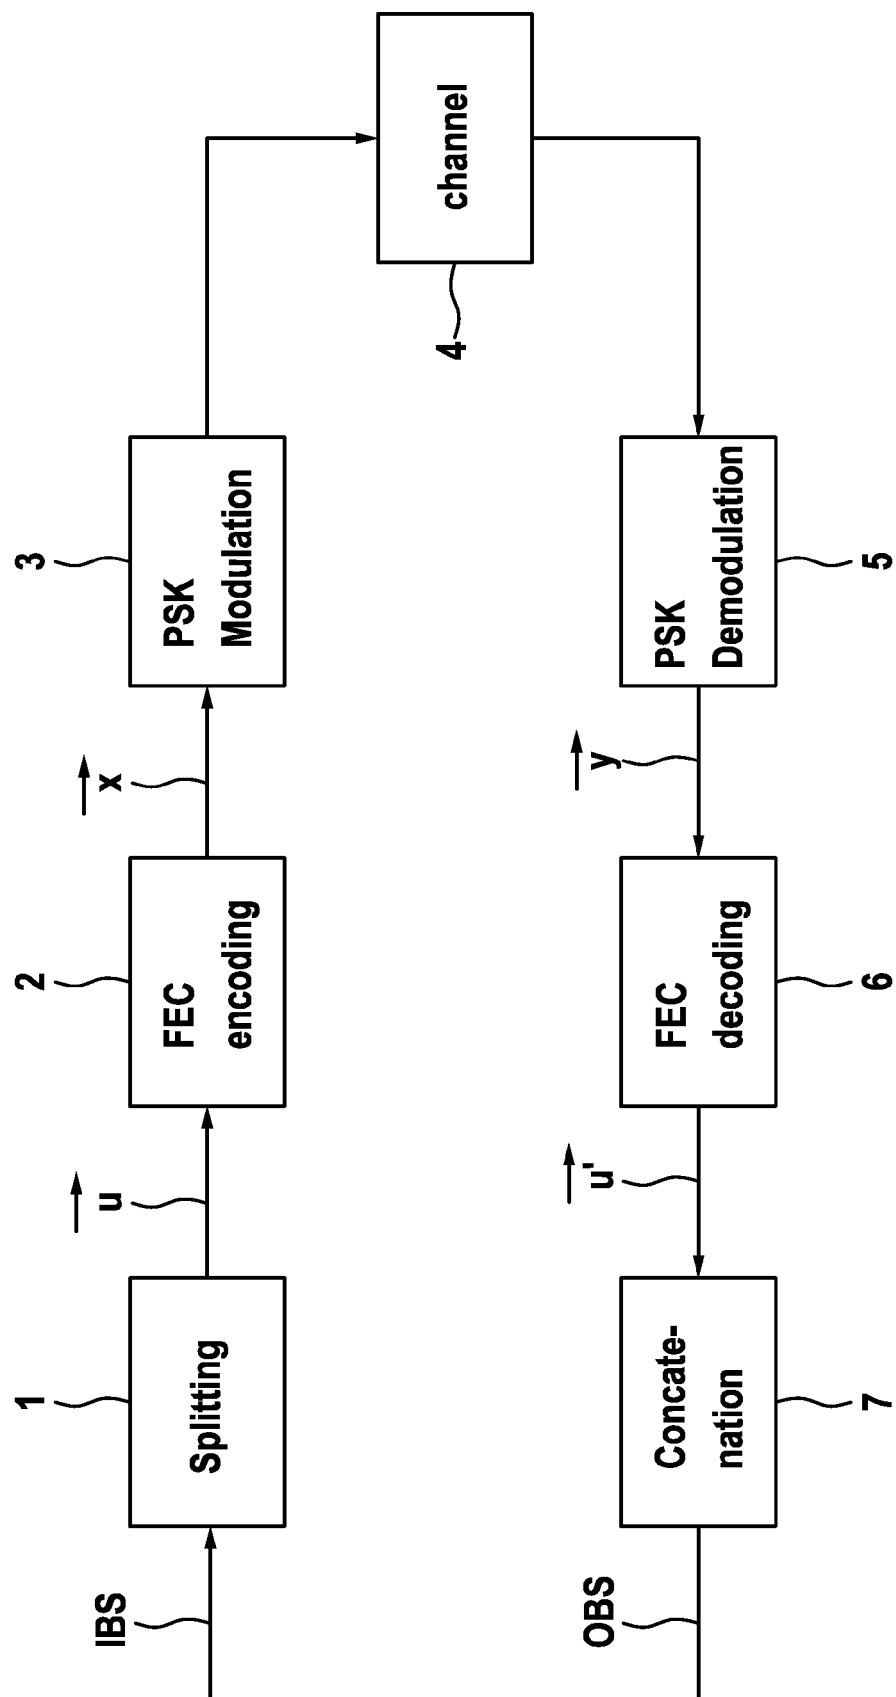 1
2
3
IBS
Splitting
u
FEC
encoding
x
PSK
Modulation
channel
4
OBS
Concate-
nation
u'
FEC
decoding
y
PSK
Demodulation
7
6
5